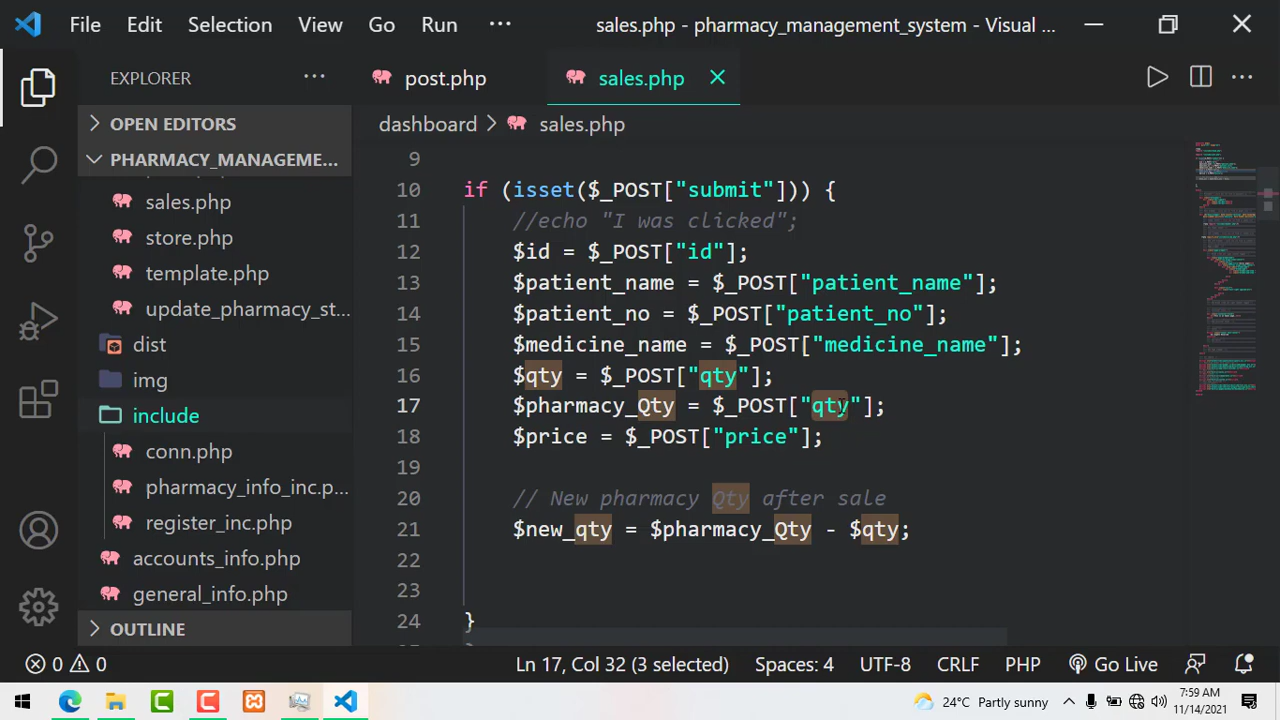 File Edit Selection View Go Run ··· sales.php - pharmacy_management_system - Visual ...
EXPLORER ···
post.php
sales.php
OPEN EDITORS
PHARMACY_MANAGEME...
sales.php
store.php
template.php
update_pharmacy_st...
dist
img
include
conn.php
pharmacy_info_inc.p...
register_inc.php
accounts_info.php
general_info.php
OUTLINE
dashboard > sales.php
9
10 if (isset($_POST["submit"])) {
11 //echo "I was clicked";
12 $id = $_POST["id"];
13 $patient_name = $_POST["patient_name"];
14 $patient_no = $_POST["patient_no"];
15 $medicine_name = $_POST["medicine_name"];
16 $qty = $_POST["qty"];
17 $pharmacy_Qty = $_POST["qty"];
18 $price = $_POST["price"];
19
20 // New pharmacy Qty after sale
21 $new_qty = $pharmacy_Qty - $qty;
22
23
24 }
0 0 Ln 17, Col 32 (3 selected) Spaces: 4 UTF-8 CRLF PHP Go Live
24°C Partly sunny
7:59 AM
11/14/2021